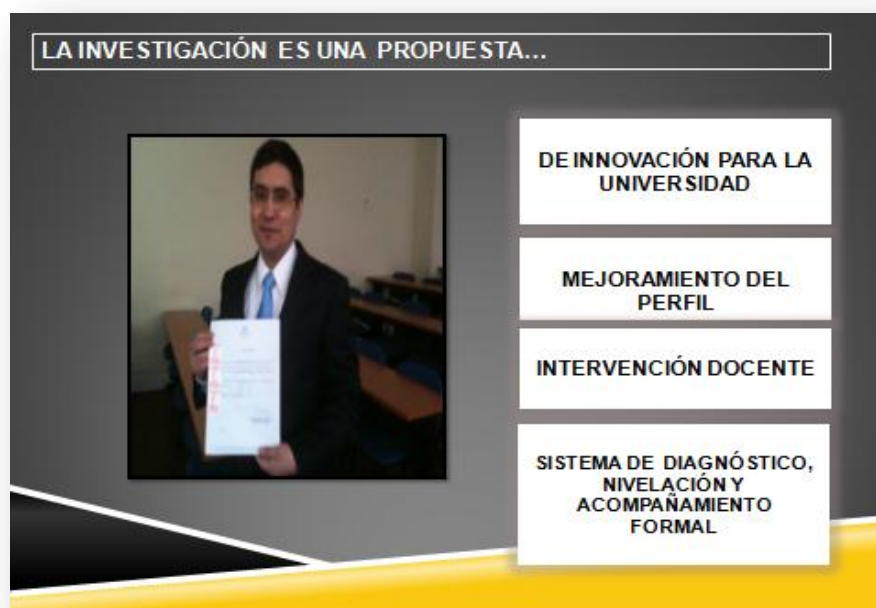 LA INVESTIGACIÓN ES UNA PROPUESTA...
DE INNOVACIÓN PARA LA
UNIVERSIDAD
MEJORAMIENTO DEL
PERFIL
INTERVENCIÓN DOCENTE
SISTEMA DE DIAGNÓSTICO,
NIVELACIÓN Y
ACOMPAÑAMIENTO
FORMAL